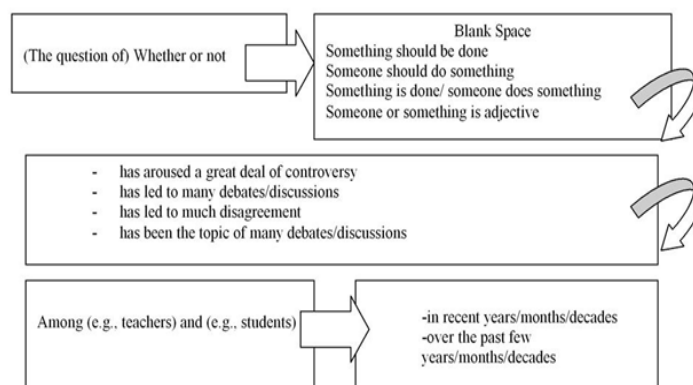 (The question of) Whether or not
Blank Space
Something should be done
Someone should do something
Something is done/ someone does something
Someone or something is adjective
- has aroused a great deal of controversy
- has led to many debates/discussions
- has led to much disagreement
- has been the topic of many debates/discussions
Among (e.g., teachers) and (e.g., students)
-in recent years/months/decades
-over the past few
years/months/decades